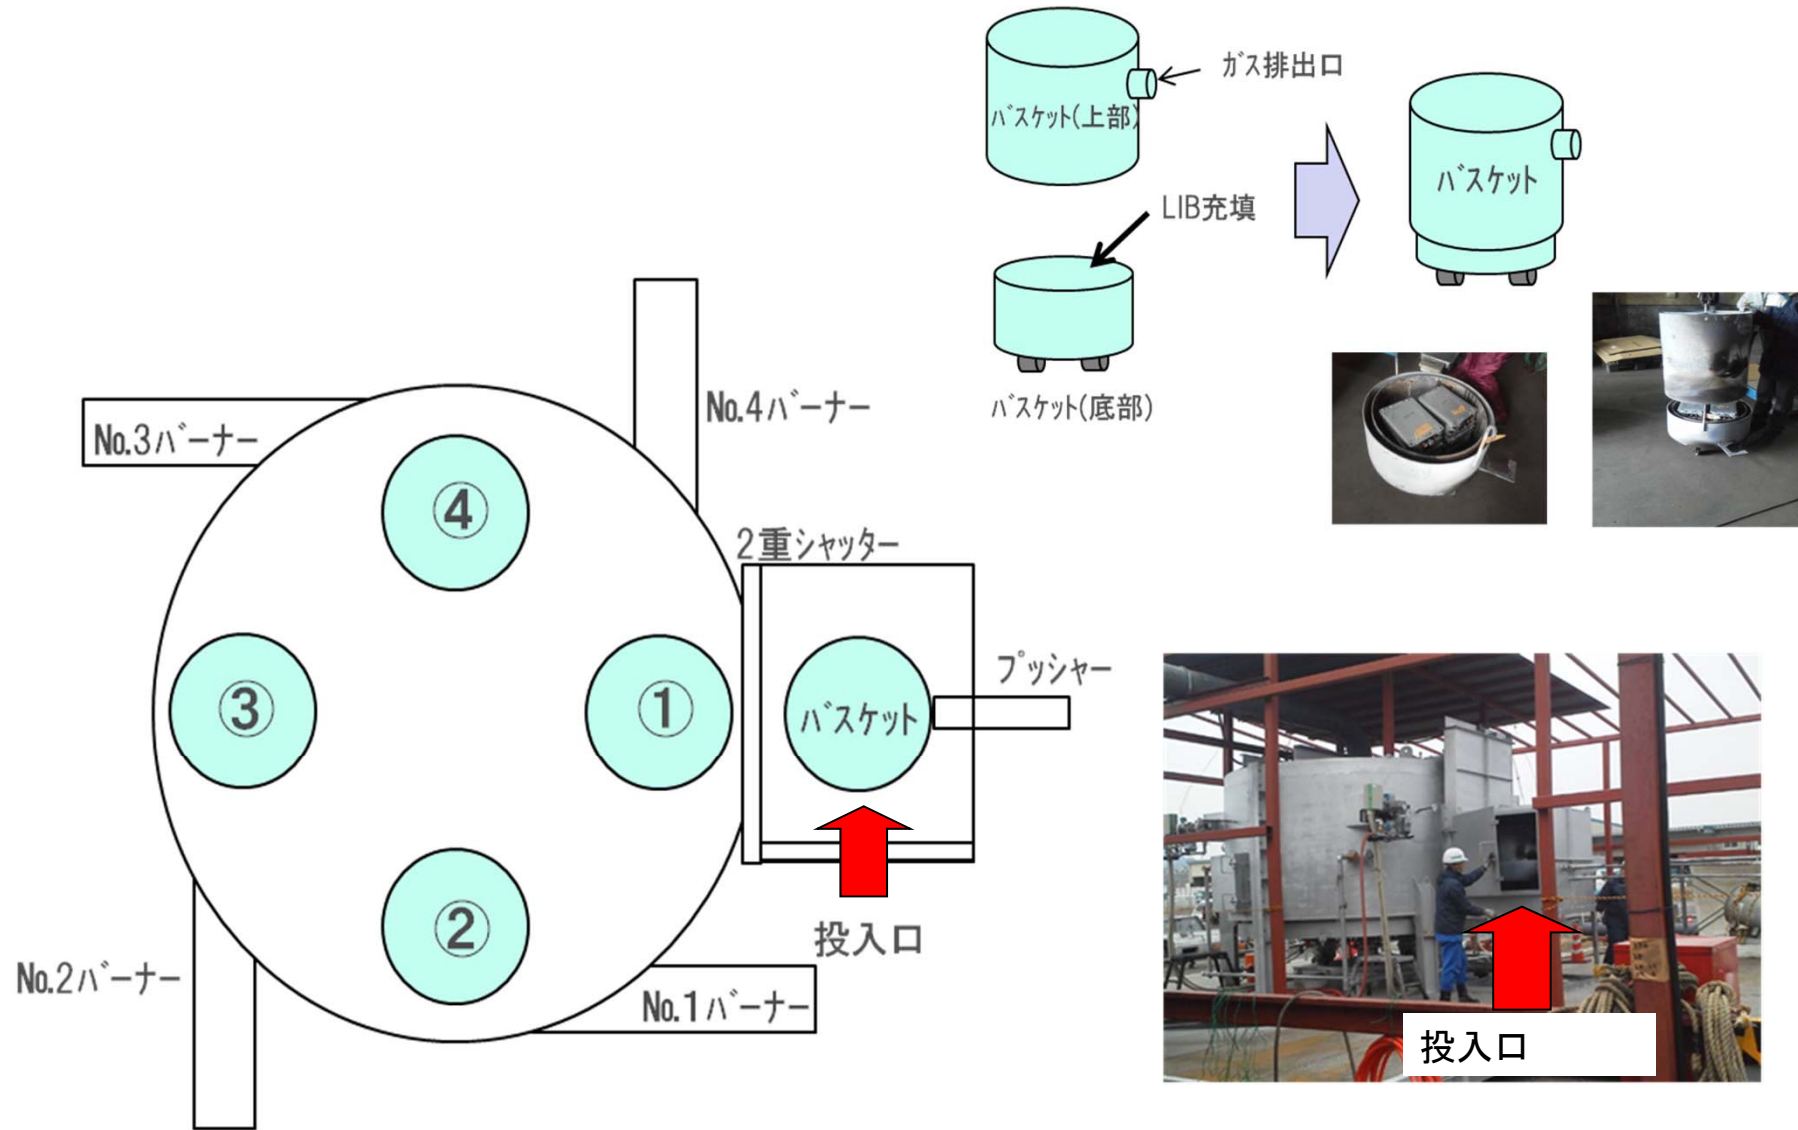 ガス排出口
バスケット(上部)
バスケット
LIB充填
バスケット(底部)
No.4バーナー
No.3バーナー
④
2重シャッター
プッシャー
③
①
バスケット
②
投入口
No.2バーナー
No.1バーナー
投入口